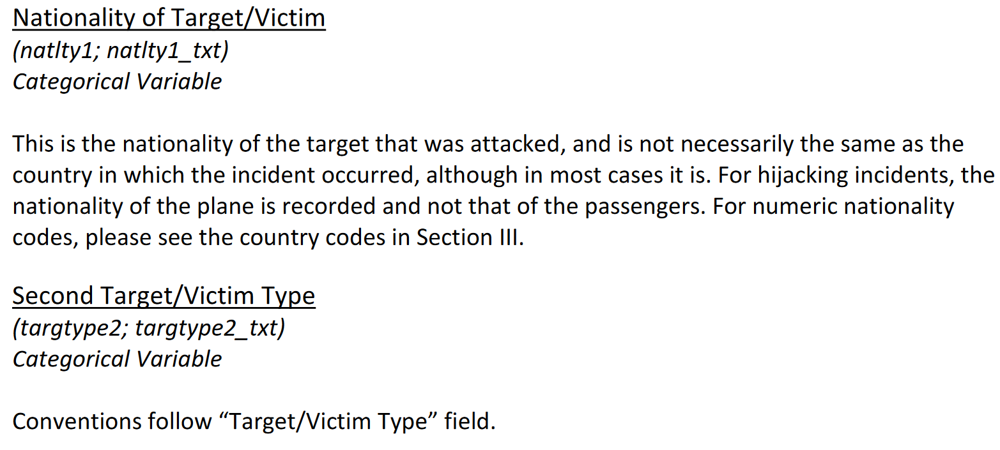 Nationality of Target/Victim
(natlty1; natlty1_txt)
Categorical Variable
This is the nationality of the target that was attacked, and is not necessarily the same as the
country in which the incident occurred, although in most cases it is. For hijacking incidents, the
nationality of the plane is recorded and not that of the passengers. For numeric nationality
codes, please see the country codes in Section III.
Second Target/Victim Type
(targtype2; targtype2_txt)
Categorical Variable
Conventions follow “Target/Victim Type” field.